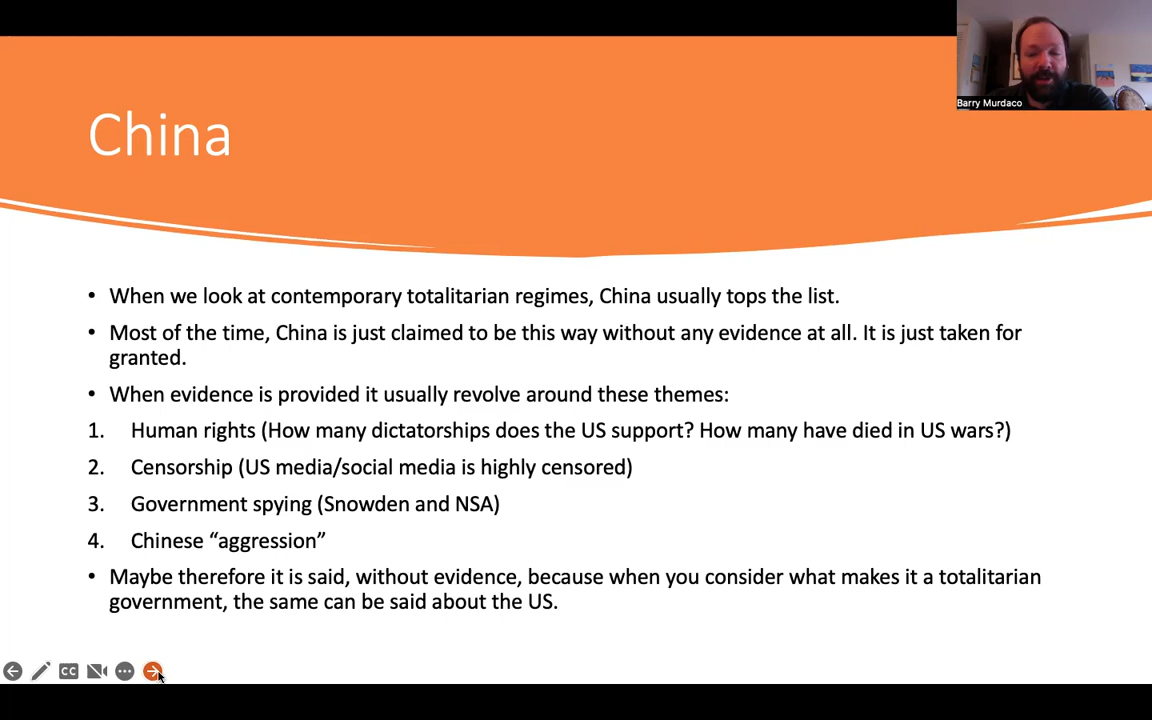 Barry Murdaco
China
• When we look at contemporary totalitarian regimes, China usually tops the list.
• Most of the time, China is just claimed to be this way without any evidence at all. It is just taken for
granted.
• When evidence is provided it usually revolve around these themes:
1. Human rights (How many dictatorships does the US support? How many have died in US wars?)
2. Censorship (US media/social media is highly censored)
3. Government spying (Snowden and NSA)
4. Chinese “aggression”
• Maybe therefore it is said, without evidence, because when you consider what makes it a totalitarian
government, the same can be said about the US.
CC